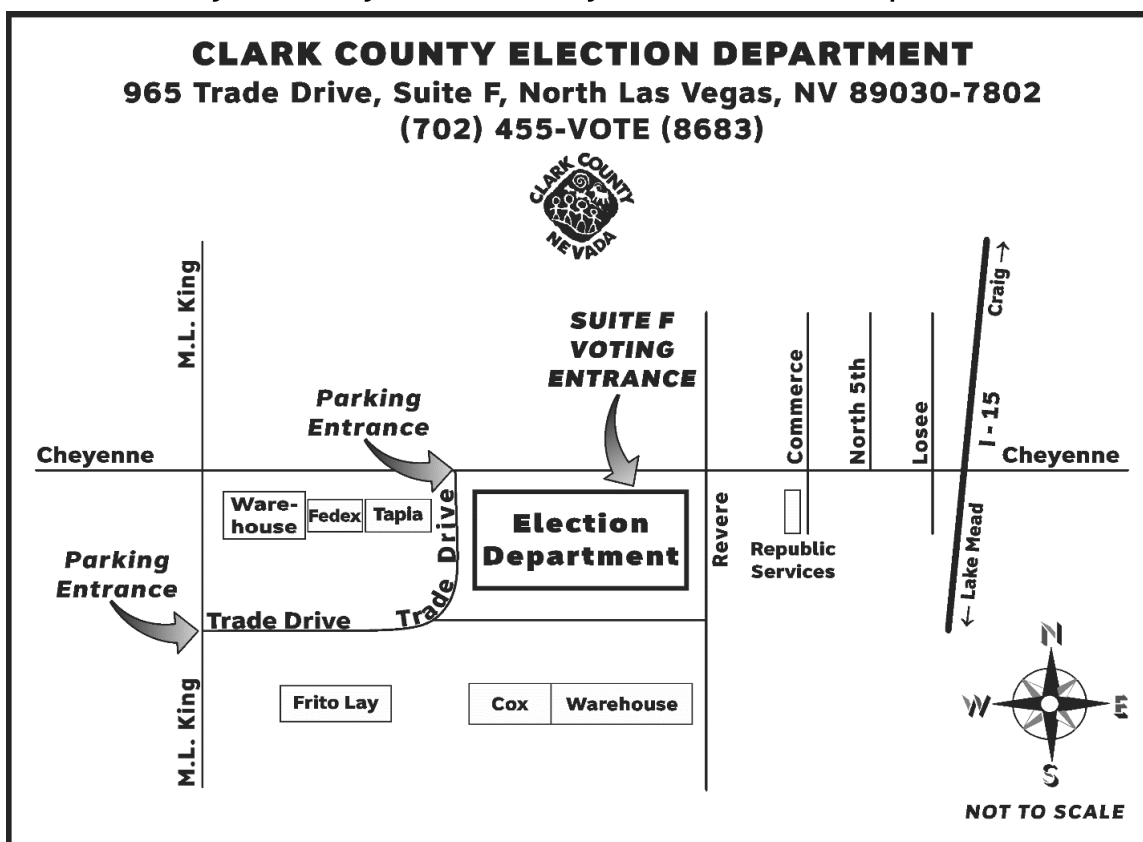 CLARK COUNTY ELECTION DEPARTMENT
965 Trade Drive, Suite F, North Las Vegas, NV 89030-7802
(702) 455-VOTE (8683)
CLARK COUNTY
NEVADA
M.L. King
SUITE F
VOTING
ENTRANCE
Craig →
Parking
Entrance
Commerce
North 5th
Losee
I - 15
Cheyenne
Cheyenne
Ware-
house
Fedex
Tapia
Trade Drive
Election
Department
Revere
Republic
Services
← Lake Mead
Parking
Entrance
Trade Drive
M.L. King
Frito Lay
Cox
Warehouse
N
W
E
S
NOT TO SCALE